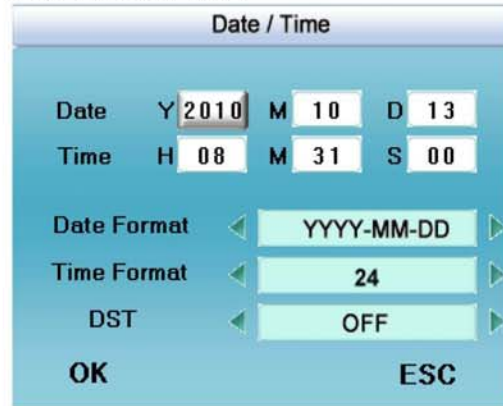 Date / Time
Date Y 2010 M 10 D 13
Time H 08 M 31 S 00
Date Format YYYY-MM-DD
Time Format 24
DST OFF
OK ESC